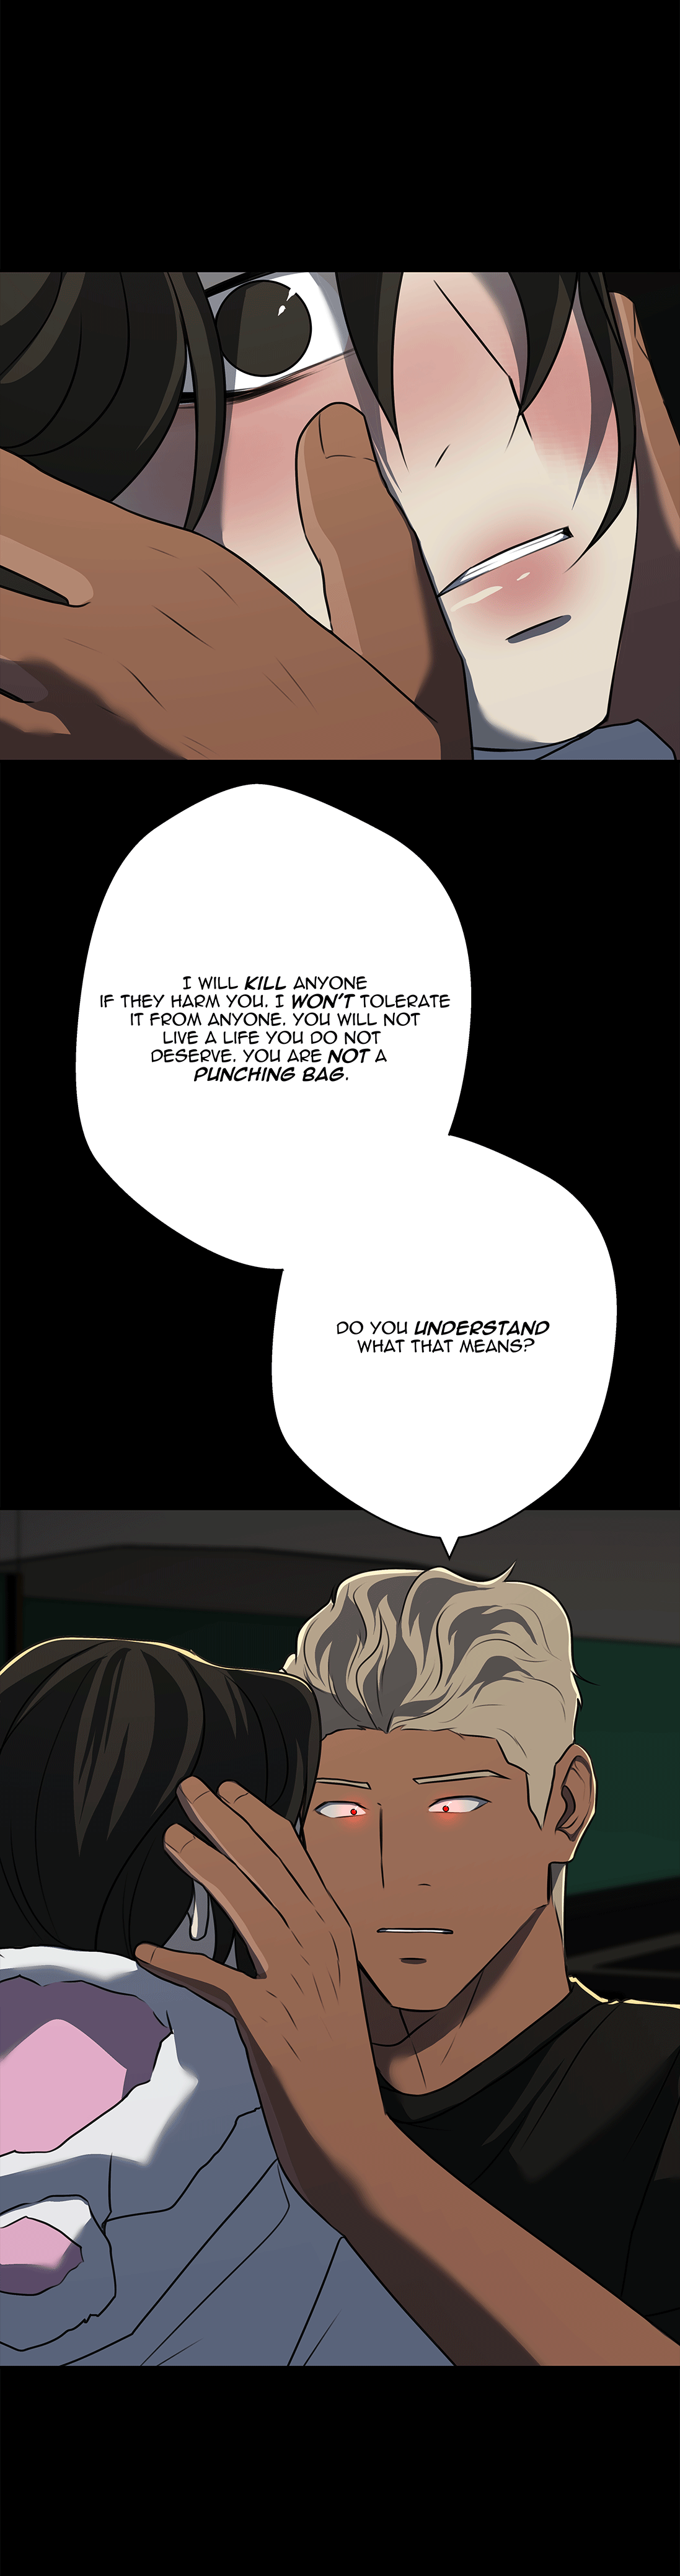 I WILL KILL ANYONE
IF THEY HARM YOU. I WON'T TOLERATE
IT FROM ANYONE. YOU WILL NOT
LIVE A LIFE YOU DO NOT
DESERVE. YOU ARE NOT A
PUNCHING BAG.
DO YOU UNDERSTAND
WHAT THAT MEANS?